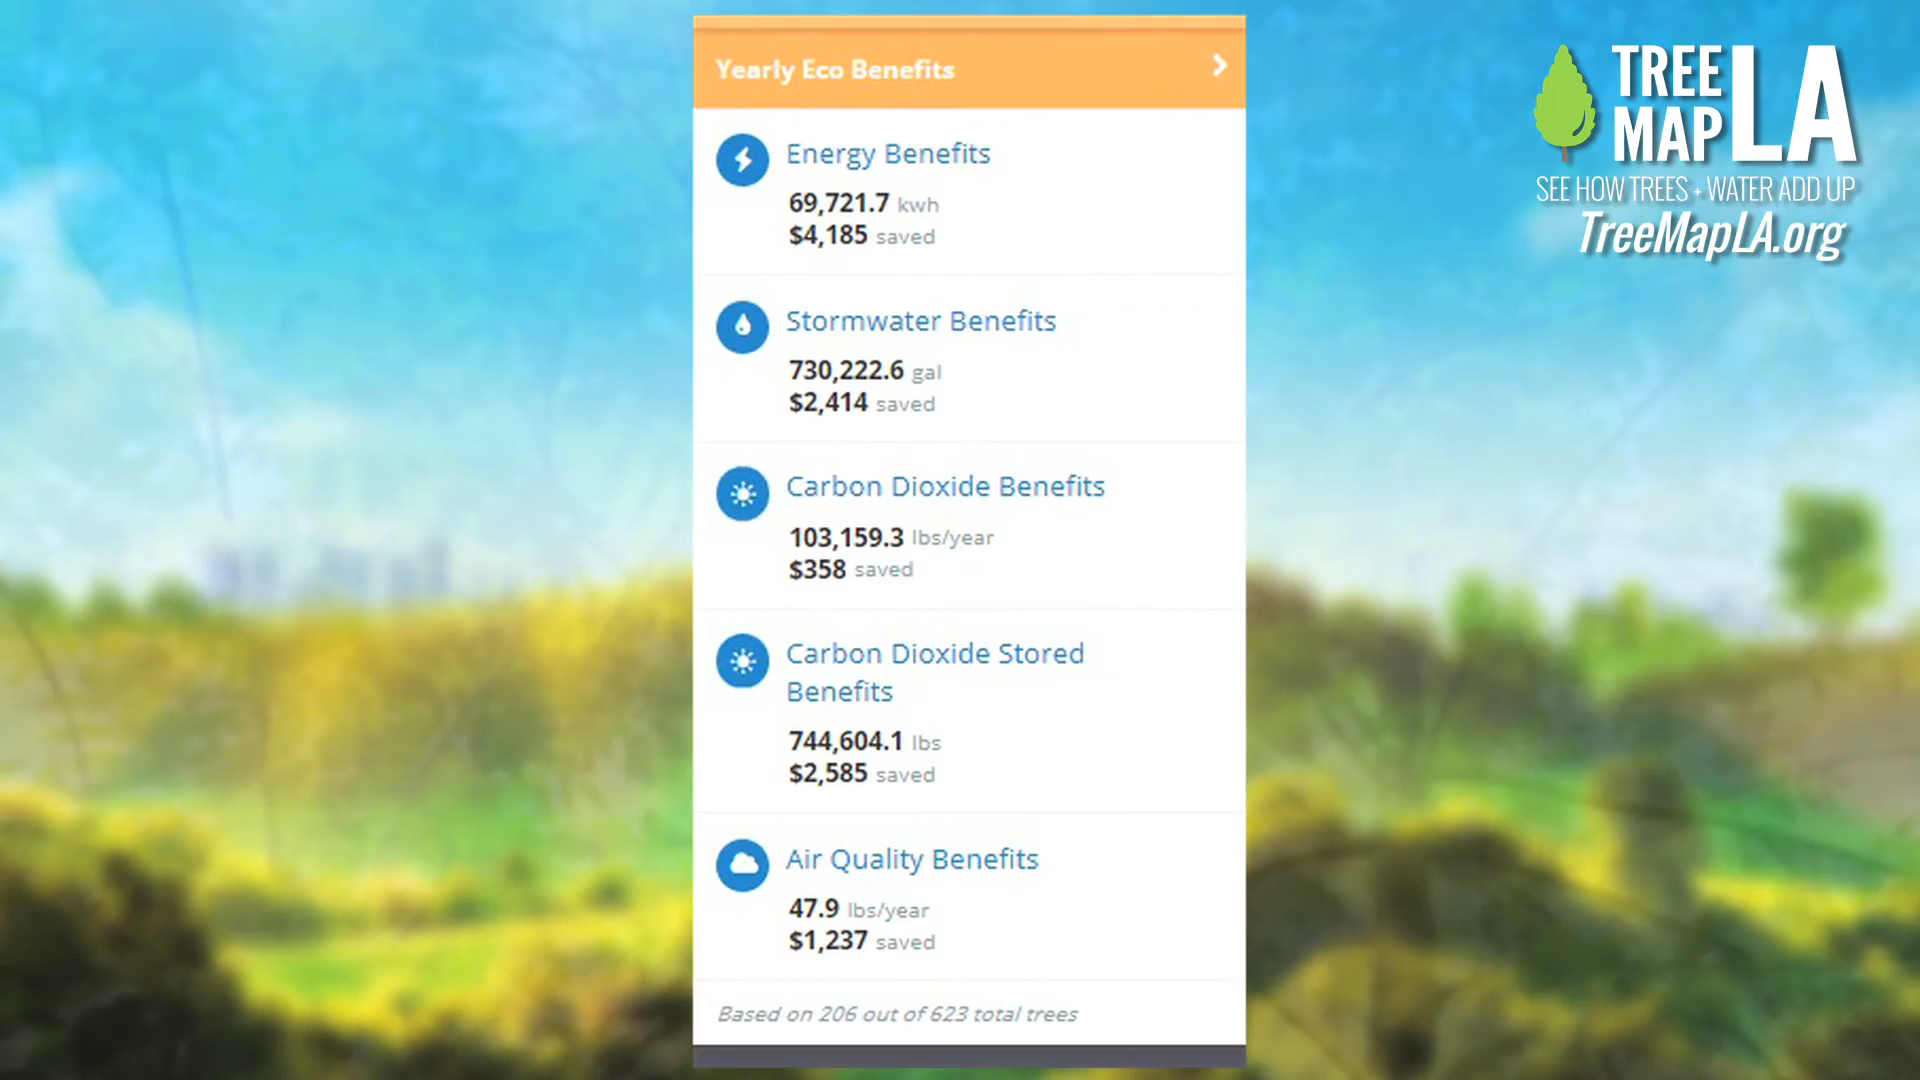 Yearly Eco Benefits
Energy Benefits
69,721.7 kwh
$4,185 saved
Stormwater Benefits
730,222.6 gal
$2,414 saved
Carbon Dioxide Benefits
103,159.3 lbs/year
$358 saved
Carbon Dioxide Stored
Benefits
744,604.1 lbs
$2,585 saved
Air Quality Benefits
47.9 lbs/year
$1,237 saved
Based on 206 out of 623 total trees
TREE
MAP LA
SEE HOW TREES + WATER ADD UP
TreeMapLA.org